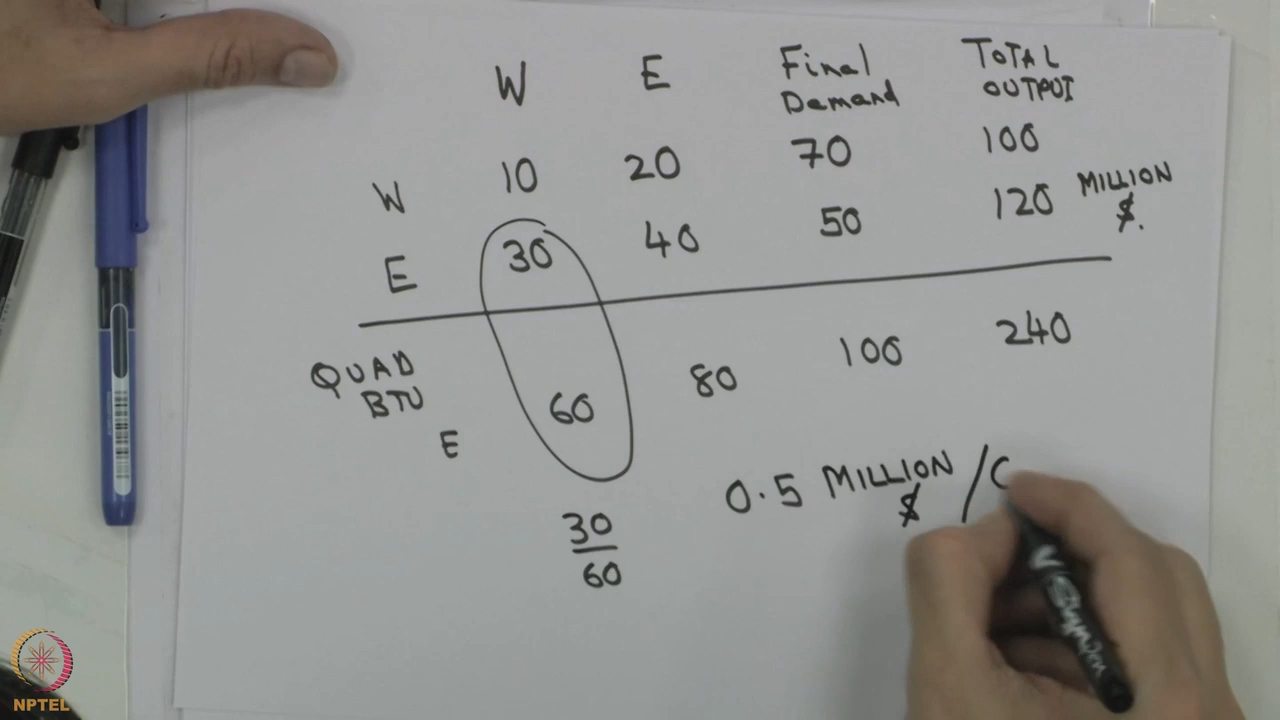 W E Final Demand TOTAL OUTPUT
W 10 20 70 100
E 30 40 50 120 MILLION $.
QUAD BTU
E 60 80 100 240
30
60
0.5 MILLION $ /
NPTEL